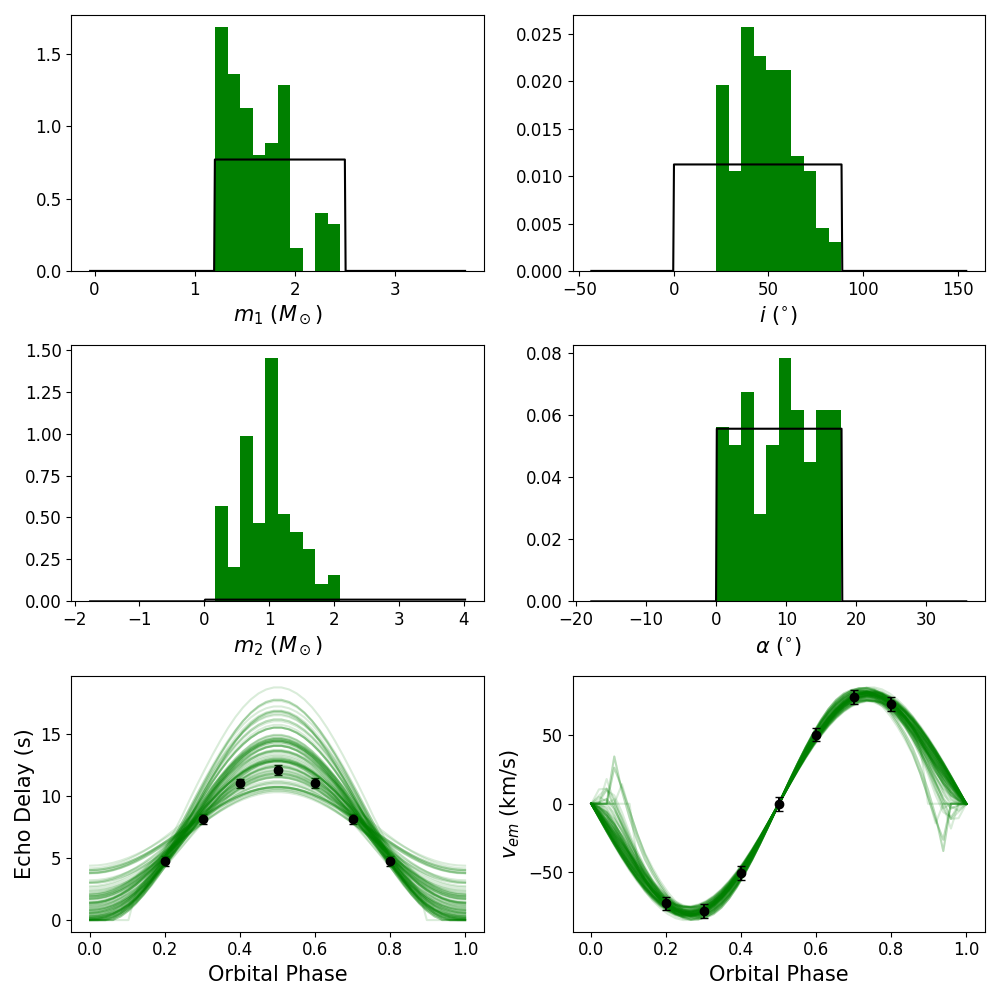 1.5
1.0
0.5
0.0
0 1 2 3
m₁ (M⊙)
0.025
0.020
0.015
0.010
0.005
0.000
−50 0 50 100 150
i (°)
1.50
1.25
1.00
0.75
0.50
0.25
0.00
−2 −1 0 1 2 3 4
m₂ (M⊙)
0.08
0.06
0.04
0.02
0.00
−20 −10 0 10 20 30
α (°)
Echo Delay (s)
15
10
5
0
0.0 0.2 0.4 0.6 0.8 1.0
Orbital Phase
v_em (km/s)
50
0
−50
0.0 0.2 0.4 0.6 0.8 1.0
Orbital Phase